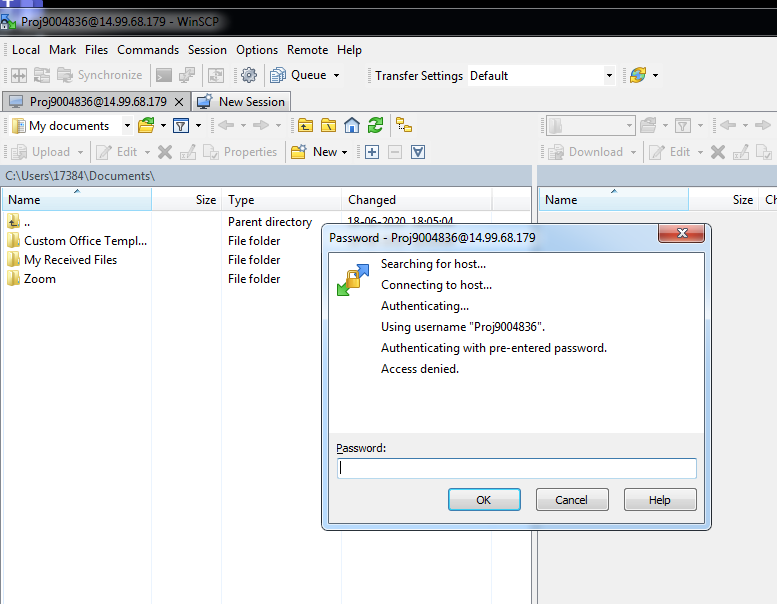 Proj9004836@14.99.68.179 - WinSCP
Local Mark Files Commands Session Options Remote Help
Synchronize Queue Transfer Settings Default
Proj9004836@14.99.68.179 New Session
My documents
Upload Edit Properties New Download Edit
C:\Users\17384\Documents\
Name Size Type Changed Name Size Ch
.. Parent directory 18-06-2020 18:05:04
Custom Office Templ... File folder
My Received Files File folder
Zoom File folder
Password - Proj9004836@14.99.68.179
Searching for host...
Connecting to host...
Authenticating...
Using username "Proj9004836".
Authenticating with pre-entered password.
Access denied.
Password:
OK Cancel Help